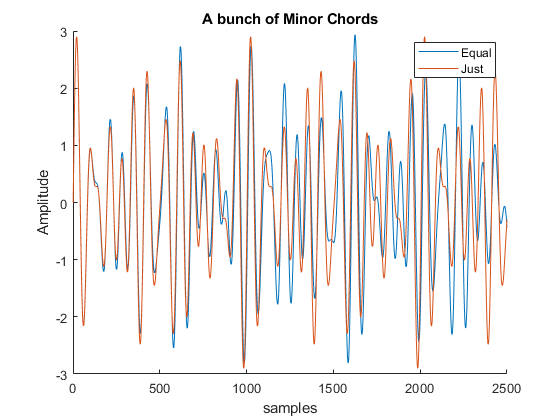 A bunch of Minor Chords
Equal
Just
Amplitude
3
2
1
0
-1
-2
-3
0
500
1000
1500
2000
2500
samples